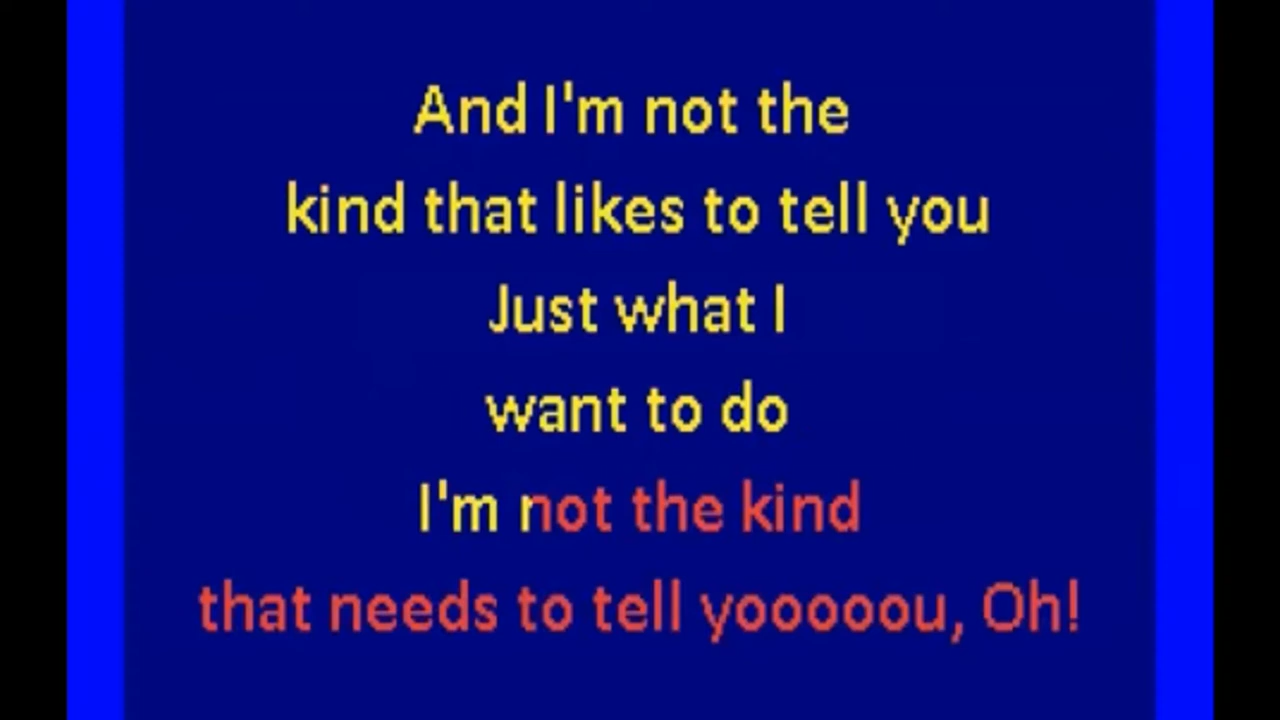 And I'm not the
kind that likes to tell you
Just what I
want to do
I'm not the kind
that needs to tell yooooou, Oh!